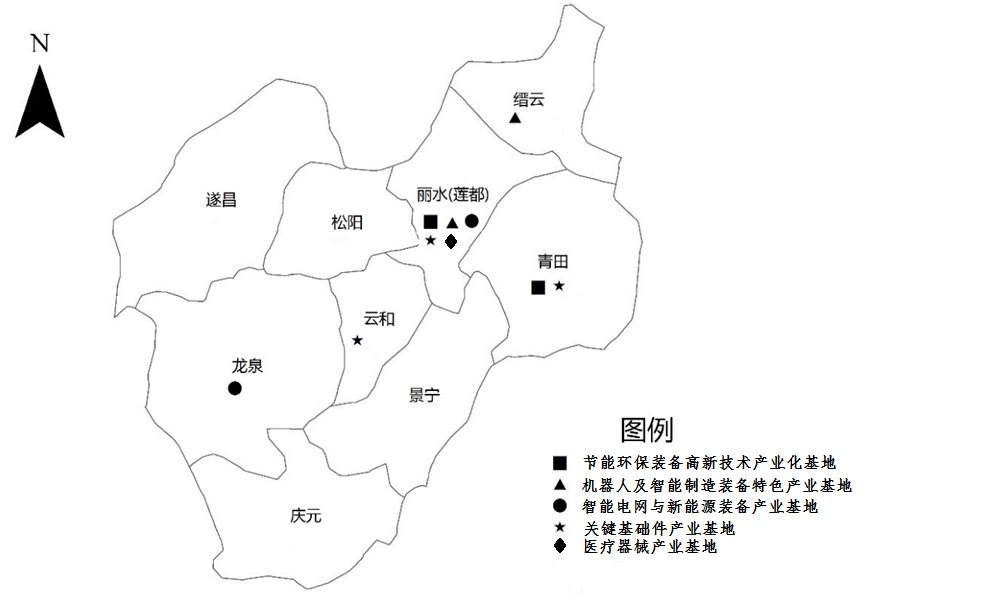 N
缙云
丽水(莲都)
遂昌
松阳
青田
云和
龙泉
景宁
庆元
图例
节能环保装备高新技术产业化基地
机器人及智能制造装备特色产业基地
智能电网与新能源装备产业基地
关键基础件产业基地
医疗器械产业基地